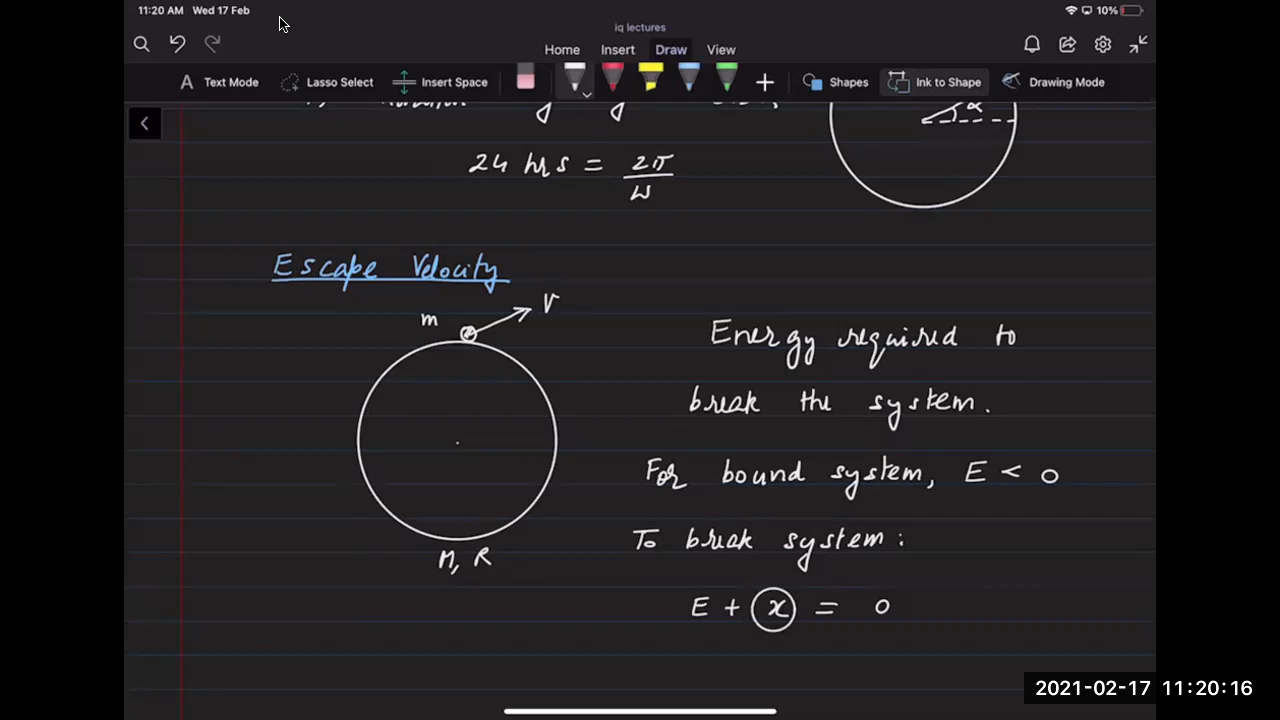 11:20 AM Wed 17 Feb
10%
iq lectures
Home Insert Draw View
A Text Mode Lasso Select Insert Space Shapes Ink to Shape Drawing Mode
α
24 hrs = 2π
ω
Escape Velocity
m
v
Energy required to
break the system.
For bound system, E < 0
To break system:
M, R
E + x = 0
2021-02-17 11:20:16